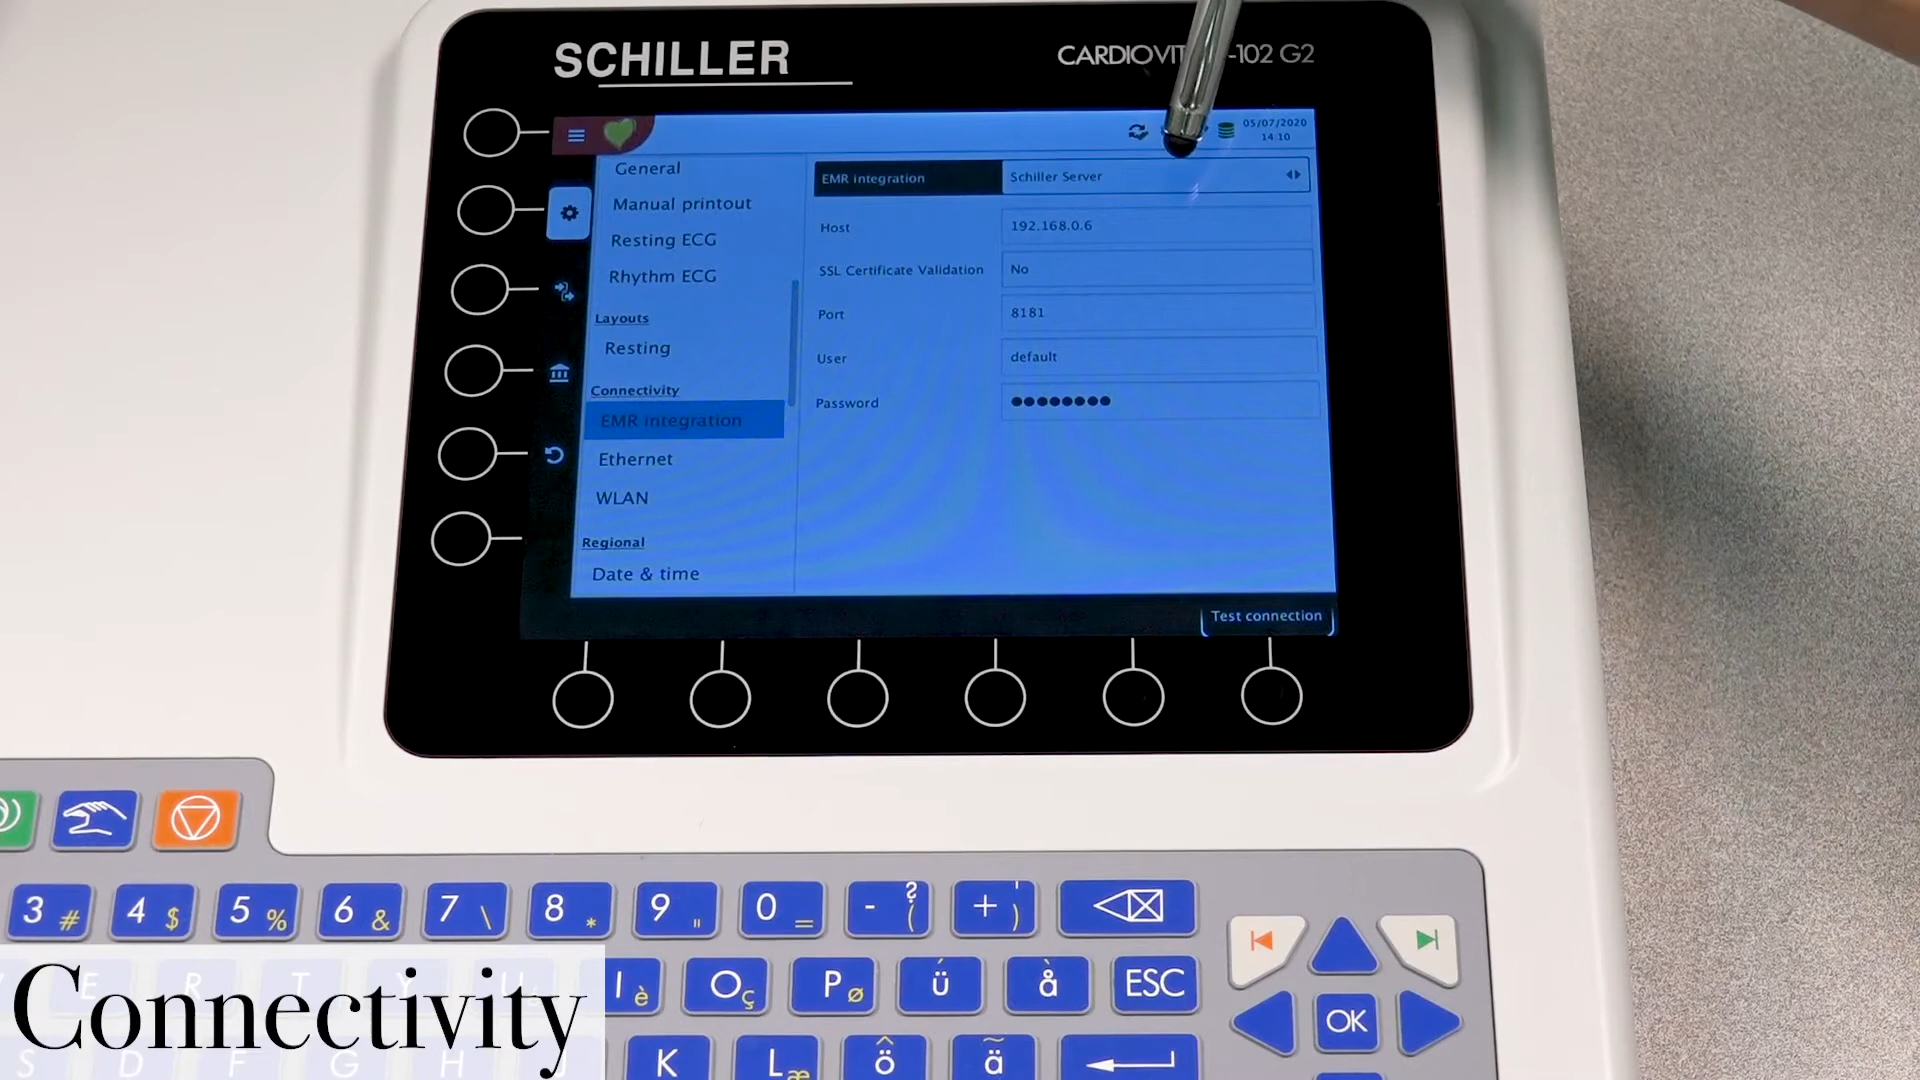 SCHILLER
CARDIOVIT -102 G2
05/07/2020
14:10
General
Manual printout
Resting ECG
Rhythm ECG
Layouts
Resting
Connectivity
EMR integration
Ethernet
WLAN
Regional
Date & time
EMR integration Schiller Server
Host 192.168.0.6
SSL Certificate Validation No
Port 8181
User default
Password ●●●●●●●●
Test connection
3 # 4 $ 5 % 6 & 7 \ 8 * 9 " 0 = - ? ( + ' )
E R T Y U I è O ç P ø ü å ESC
S D F G H J K L æ ö ä
OK
Connectivity